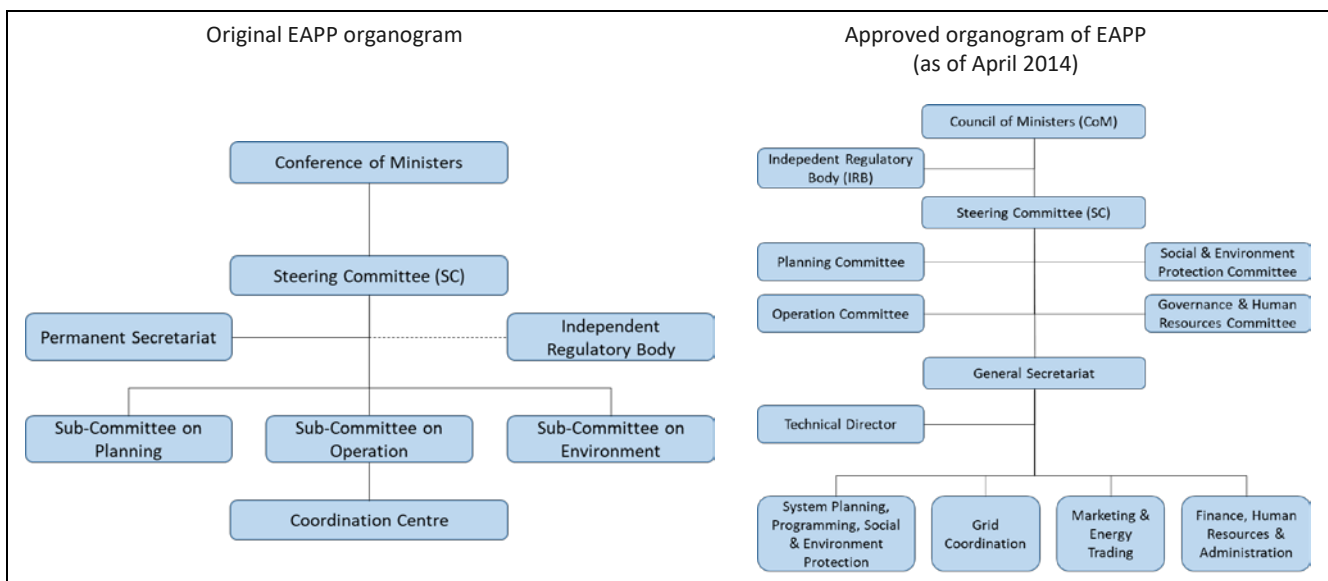 Original EAPP organogram
Conference of Ministers
Steering Committee (SC)
Permanent Secretariat
Independent
Regulatory Body
Sub-Committee on
Planning
Sub-Committee on
Operation
Sub-Committee on
Environment
Coordination Centre
Approved organogram of EAPP
(as of April 2014)
Council of Ministers (CoM)
Indepedent Regulatory
Body (IRB)
Steering Committee (SC)
Planning Committee
Social & Environment
Protection Committee
Operation Committee
Governance & Human
Resources Committee
General Secretariat
Technical Director
System Planning,
Programming, Social
& Environment
Protection
Grid
Coordination
Marketing &
Energy
Trading
Finance, Human
Resources &
Administration